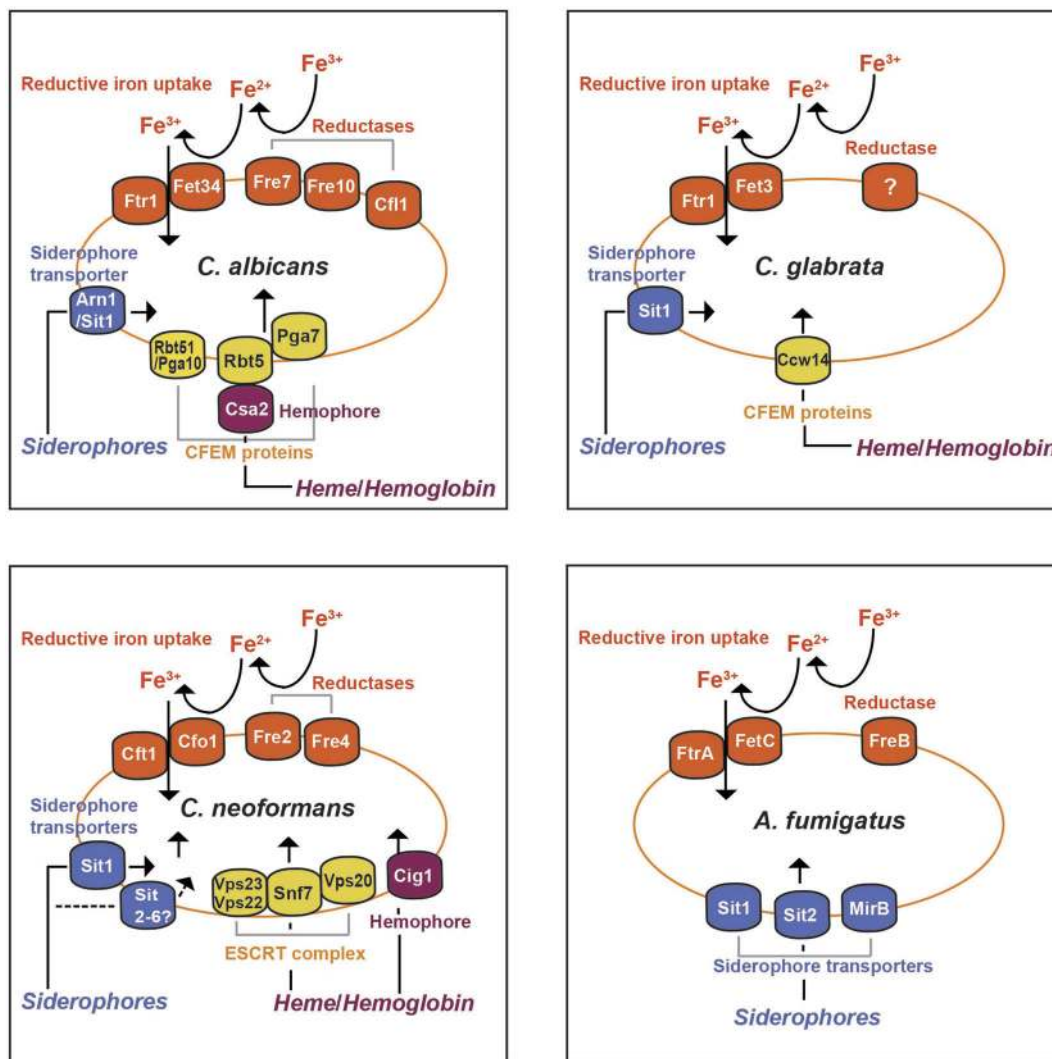 Fe³⁺
Reductive iron uptake
Fe²⁺
Fe³⁺
Reductases
Ftr1
Fet34
Fre7
Fre10
Cfl1
Siderophore
transporter
C. albicans
Arn1
/Sit1
Rbt51
/Pga10
Rbt5
Pga7
Csa2
Hemophore
Siderophores
CFEM proteins
Heme/Hemoglobin
Fe³⁺
Reductive iron uptake
Fe²⁺
Fe³⁺
Reductase
Ftr1
Fet3
?
Siderophore
transporter
C. glabrata
Sit1
Ccw14
CFEM proteins
Siderophores
Heme/Hemoglobin
Fe³⁺
Reductive iron uptake
Fe²⁺
Fe³⁺
Reductases
Cft1
Cfo1
Fre2
Fre4
Siderophore
transporters
C. neoformans
Sit1
Sit
2-6?
Vps23
Vps22
Snf7
Vps20
Cig1
Hemophore
ESCRT complex
Siderophores
Heme/Hemoglobin
Fe³⁺
Reductive iron uptake
Fe²⁺
Fe³⁺
Reductase
FtrA
FetC
FreB
A. fumigatus
Sit1
Sit2
MirB
Siderophore transporters
Siderophores